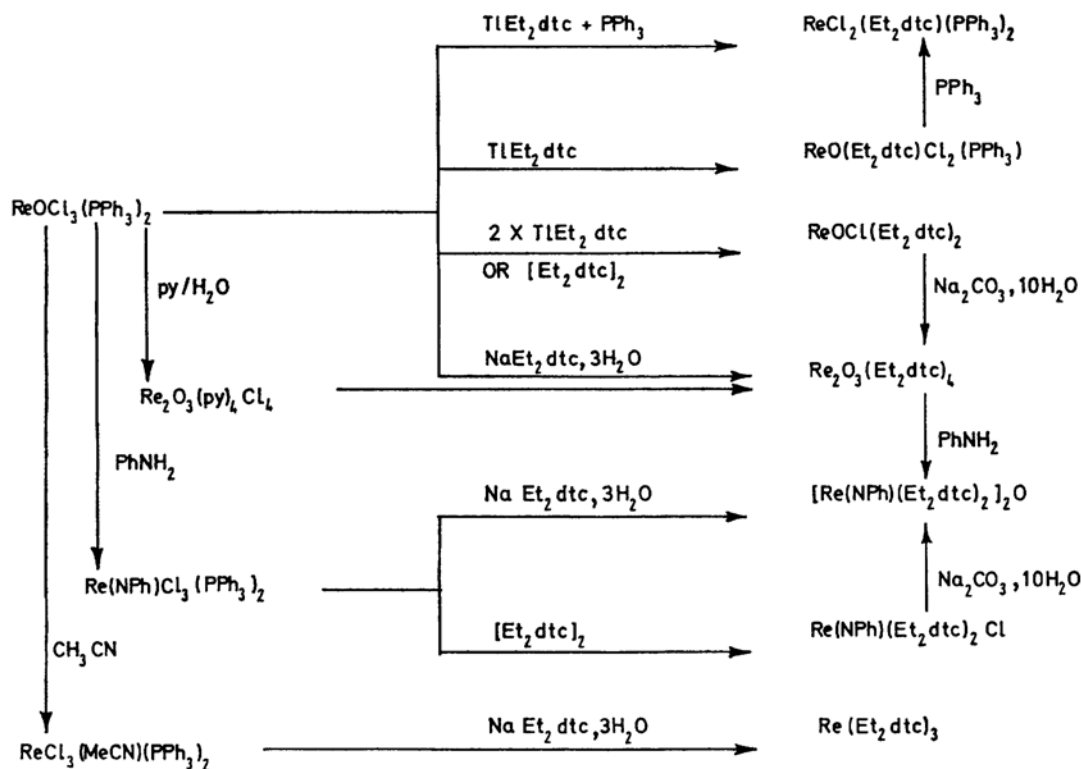 TlEt₂dtc + PPh₃
ReCl₂(Et₂dtc)(PPh₃)₂
PPh₃
TlEt₂dtc
ReO(Et₂dtc)Cl₂(PPh₃)
ReOCl₃(PPh₃)₂
2 X TlEt₂dtc
OR [Et₂dtc]₂
ReOCl(Et₂dtc)₂
py/H₂O
Na₂CO₃,10H₂O
NaEt₂dtc,3H₂O
Re₂O₃(Et₂dtc)₄
Re₂O₃(py)₄Cl₄
PhNH₂
PhNH₂
Na Et₂dtc,3H₂O
[Re(NPh)(Et₂dtc)₂]₂O
Re(NPh)Cl₃(PPh₃)₂
Na₂CO₃,10H₂O
[Et₂dtc]₂
Re(NPh)(Et₂dtc)₂Cl
CH₃CN
ReCl₃(MeCN)(PPh₃)₂
Na Et₂dtc,3H₂O
Re(Et₂dtc)₃